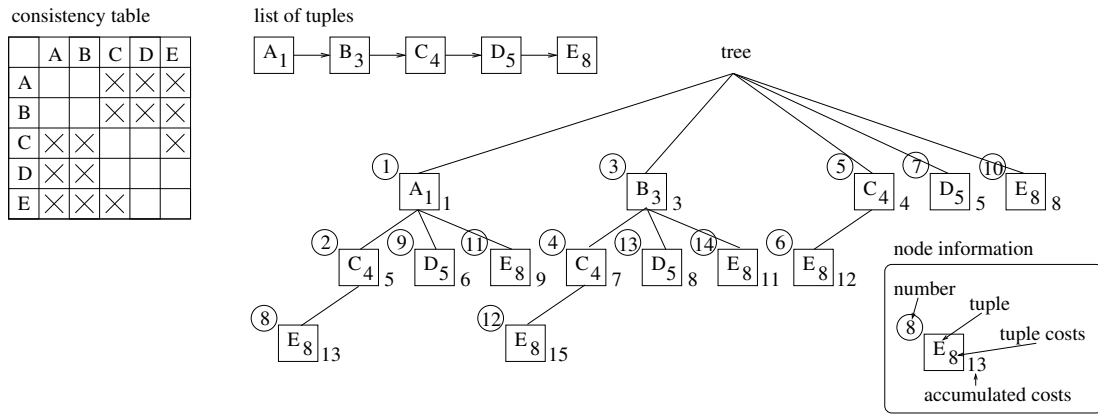 consistency table
A B C D E
A X X X
B X X X
C X X X
D X X
E X X X
list of tuples
A1 B3 C4 D5 E8
tree
1 A1 1
3 B3 3
5 C4 4
7 D5 5
10 E8 8
2 C4 5
9 D5 6
11 E8 9
4 C4 7
13 D5 8
14 E8 11
6 E8 12
8 E8 13
12 E8 15
node information
number
8
tuple
E8
tuple costs
13
accumulated costs